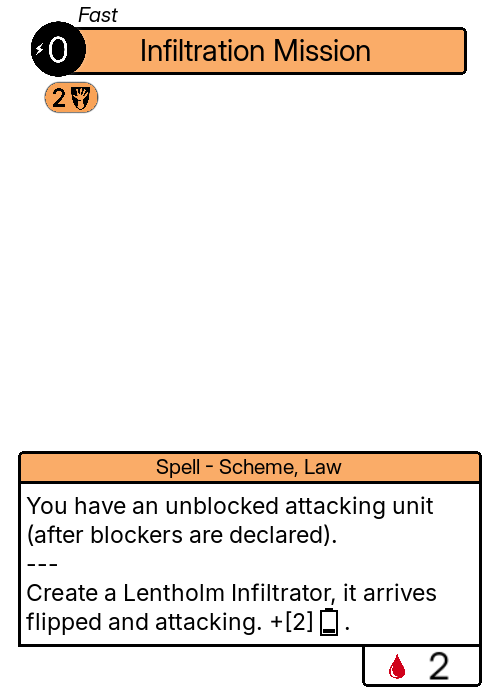 Fast
0
Infiltration Mission
2
Spell - Scheme, Law
You have an unblocked attacking unit
(after blockers are declared).
---
Create a Lentholm Infiltrator, it arrives
flipped and attacking. +[2] .
2